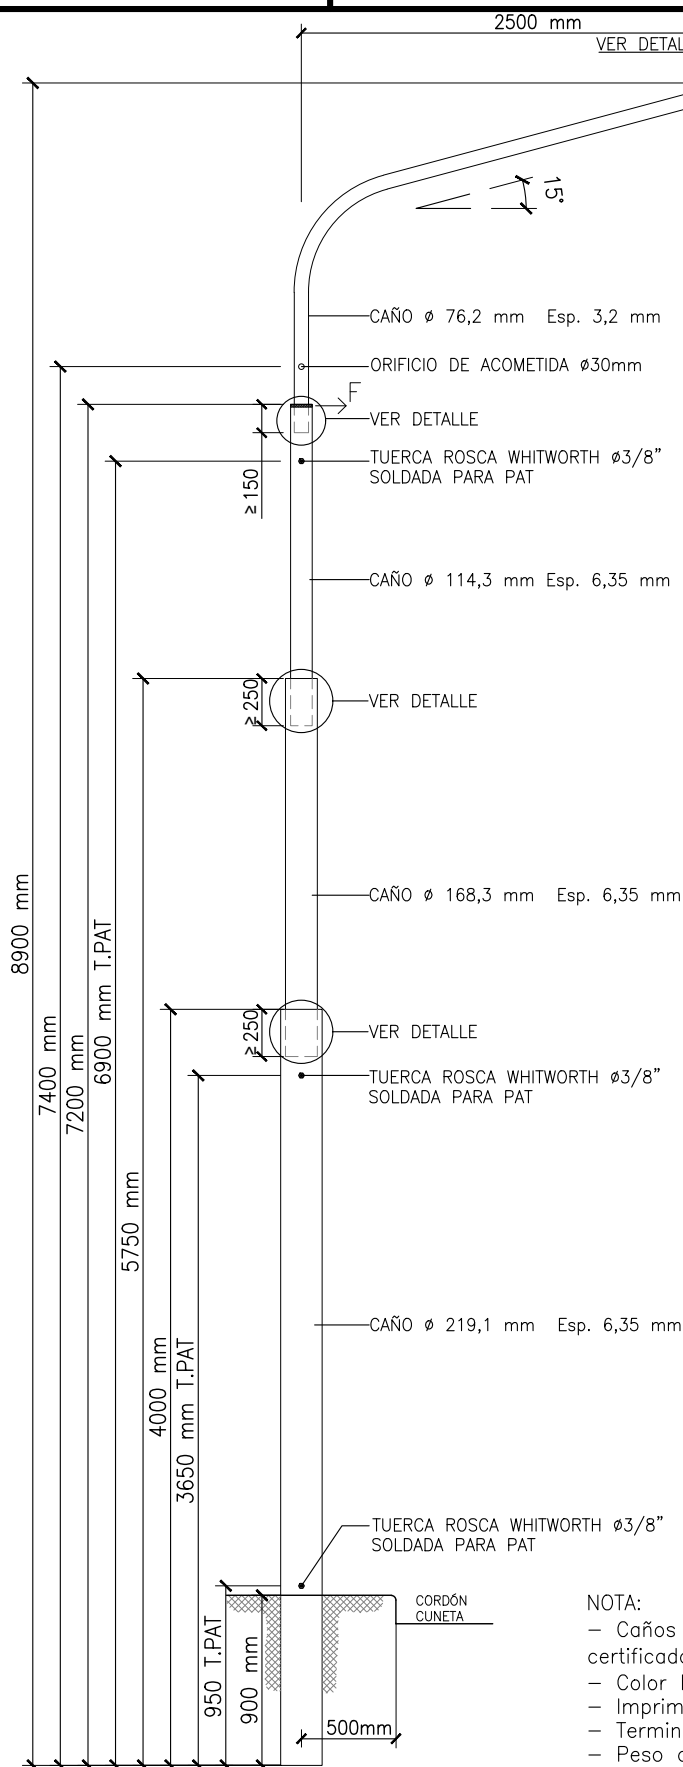 2500 mm
VER DETAL
15°
CAÑO ø 76,2 mm Esp. 3,2 mm
ORIFICIO DE ACOMETIDA ø30mm
F
VER DETALLE
TUERCA ROSCA WHITWORTH ø3/8”
SOLDADA PARA PAT
≥150
CAÑO ø 114,3 mm Esp. 6,35 mm
≥250
VER DETALLE
CAÑO ø 168,3 mm Esp. 6,35 mm
8900 mm
7400 mm
7200 mm
6900 mm T.PAT
≥250
VER DETALLE
TUERCA ROSCA WHITWORTH ø3/8”
SOLDADA PARA PAT
5750 mm
4000 mm
3650 mm T.PAT
CAÑO ø 219,1 mm Esp. 6,35 mm
TUERCA ROSCA WHITWORTH ø3/8”
SOLDADA PARA PAT
950 T.PAT
900 mm
CORDÓN
CUNETA
500mm
NOTA:
– Caños
certificado
– Color
– Imprim
– Termin
– Peso